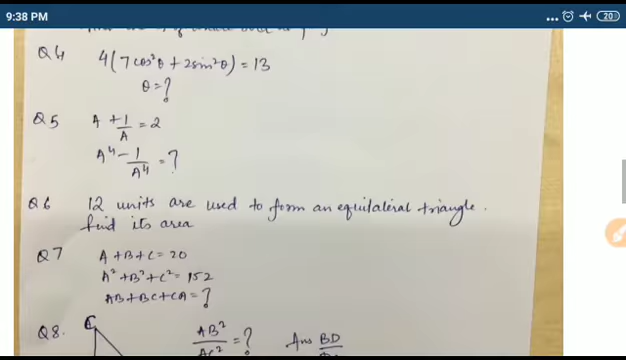 9:38 PM
20
Q4 4(7cos²θ + 2sin²θ) = 13
θ = ?
Q5 A + 1/A = 2
A⁴ - 1/A⁴ = ?
Q6 12 units are used to form an equilateral triangle.
find its area
Q7 A + B + C = 20
A² + B² + C² = 152
AB + BC + CA = ?
Q8. C AB²/AC² = ? Ans BD